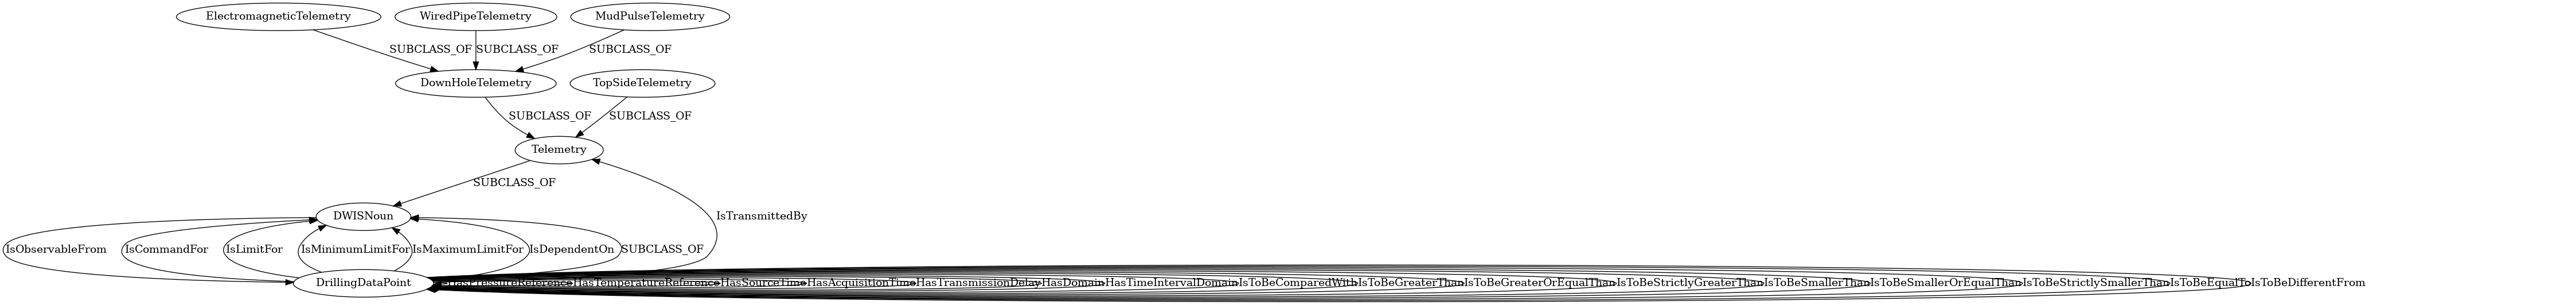 ElectromagneticTelemetry
WiredPipeTelemetry
MudPulseTelemetry
SUBCLASS_OF
SUBCLASS_OF
SUBCLASS_OF
DownHoleTelemetry
TopSideTelemetry
SUBCLASS_OF
SUBCLASS_OF
Telemetry
SUBCLASS_OF
DWISNoun
IsTransmittedBy
IsObservableFrom
IsCommandFor
IsLimitFor
IsMinimumLimitFor
IsMaximumLimitFor
IsDependentOn
SUBCLASS_OF
DrillingDataPoint
HasPressureReference
HasTemperatureReference
HasSourceTime
HasAcquisitionTime
HasTransmissionDelay
HasDomain
HasTimeIntervalDomain
IsToBeComparedWith
IsToBeGreaterThan
IsToBeGreaterOrEqualThan
IsToBeStrictlyGreaterThan
IsToBeSmallerThan
IsToBeSmallerOrEqualThan
IsToBeStrictlySmallerThan
IsToBeEqualTo
IsToBeDifferentFrom